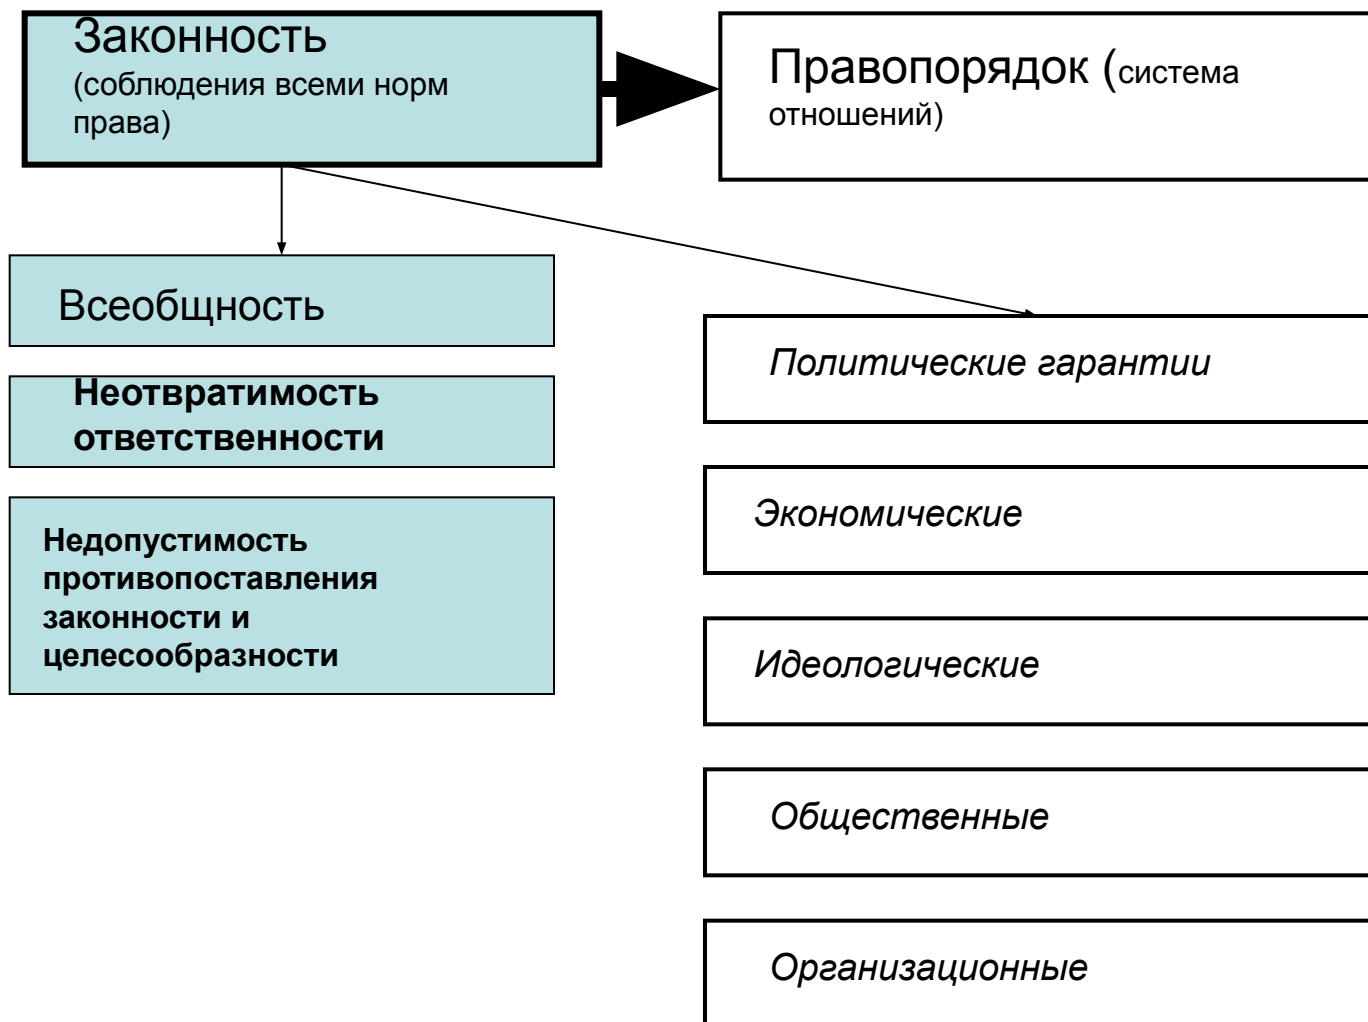 Законность
(соблюдения всеми норм
права)
Правопорядок (система
отношений)
Всеобщность
Неотвратимость
ответственности
Недопустимость
противопоставления
законности и
целесообразности
Политические гарантии
Экономические
Идеологические
Общественные
Организационные